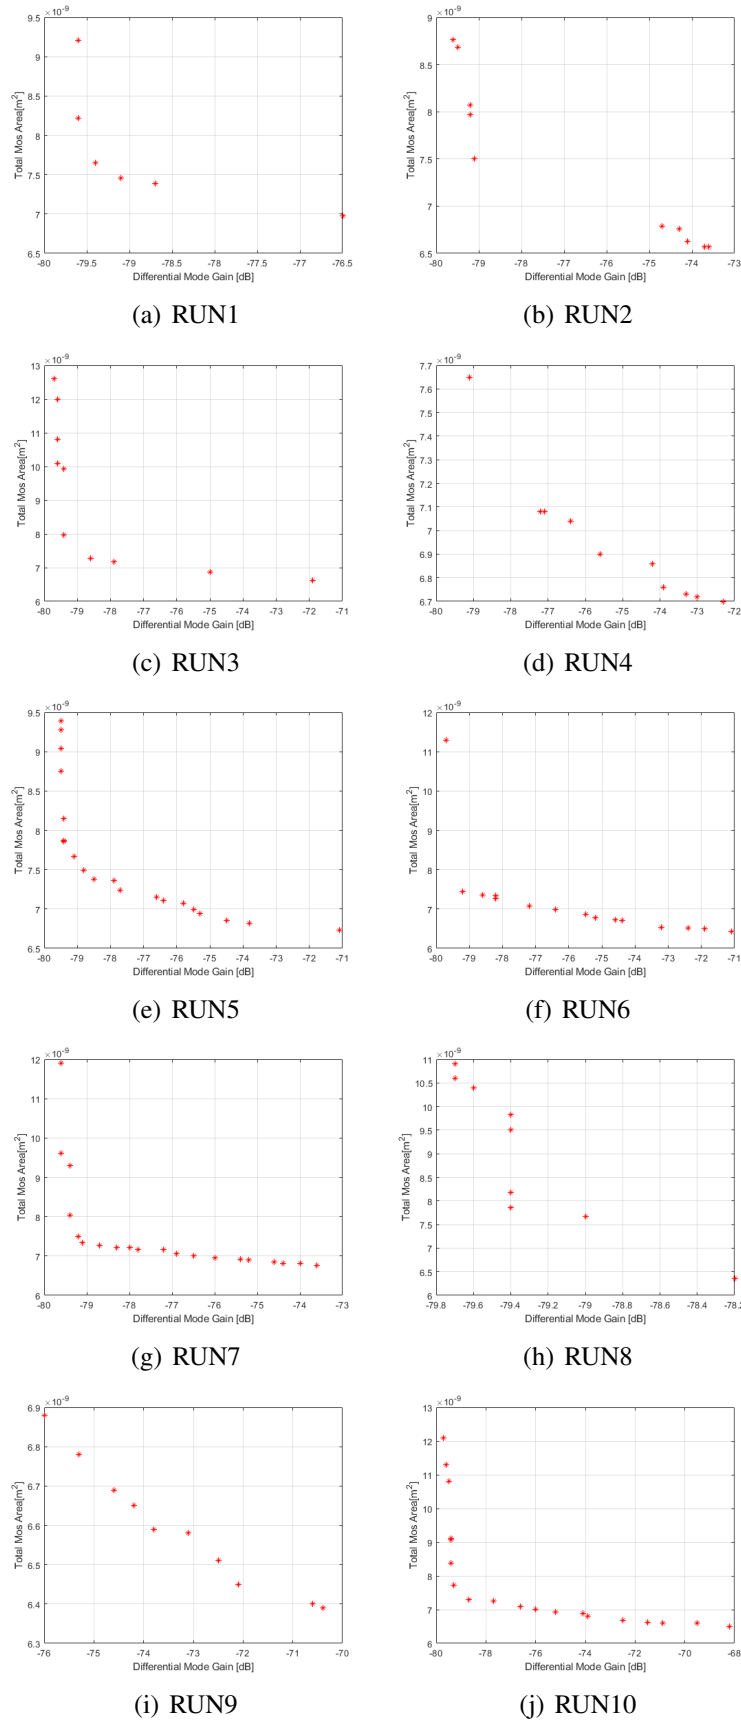 ×10⁻⁹
9.5
9
8.5
8
7.5
7
6.5
Total Mos Area[m²]
-80 -79.5 -79 -78.5 -78 -77.5 -77 -76.5
Differential Mode Gain [dB]
(a) RUN1
×10⁻⁹
9
8.5
8
7.5
7
6.5
Total Mos Area[m²]
-80 -79 -78 -77 -76 -75 -74 -73
Differential Mode Gain [dB]
(b) RUN2
×10⁻⁹
13
12
11
10
9
8
7
6
Total Mos Area[m²]
-80 -79 -78 -77 -76 -75 -74 -73 -72 -71
Differential Mode Gain [dB]
(c) RUN3
×10⁻⁹
7.7
7.6
7.5
7.4
7.3
7.2
7.1
7
6.9
6.8
6.7
Total Mos Area[m²]
-80 -79 -78 -77 -76 -75 -74 -73 -72
Differential Mode Gain [dB]
(d) RUN4
×10⁻⁹
9.5
9
8.5
8
7.5
7
6.5
Total Mos Area[m²]
-80 -79 -78 -77 -76 -75 -74 -73 -72 -71
Differential Mode Gain [dB]
(e) RUN5
×10⁻⁹
12
11
10
9
8
7
6
Total Mos Area[m²]
-80 -79 -78 -77 -76 -75 -74 -73 -72 -71
Differential Mode Gain [dB]
(f) RUN6
×10⁻⁹
12
11
10
9
8
7
6
Total Mos Area[m²]
-80 -79 -78 -77 -76 -75 -74 -73
Differential Mode Gain [dB]
(g) RUN7
×10⁻⁹
11
10.5
10
9.5
9
8.5
8
7.5
7
6.5
6
Total Mos Area[m²]
-79.8 -79.6 -79.4 -79.2 -79 -78.8 -78.6 -78.4 -78.2
Differential Mode Gain [dB]
(h) RUN8
×10⁻⁹
6.9
6.8
6.7
6.6
6.5
6.4
6.3
Total Mos Area[m²]
-76 -75 -74 -73 -72 -71 -70
Differential Mode Gain [dB]
(i) RUN9
×10⁻⁹
13
12
11
10
9
8
7
6
Total Mos Area[m²]
-80 -78 -76 -74 -72 -70 -68
Differential Mode Gain [dB]
(j) RUN10